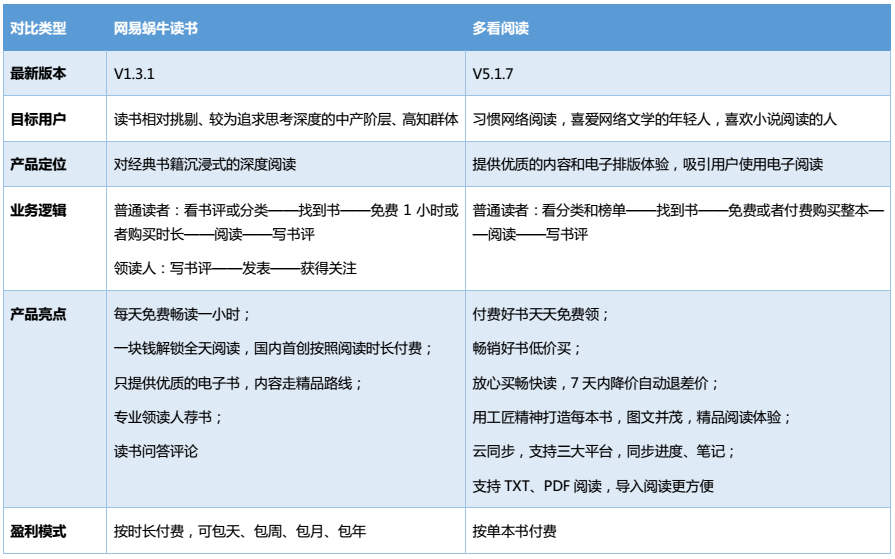 对比类型
网易蜗牛读书
多看阅读
最新版本
V1.3.1
V5.1.7
目标用户
读书相对挑剔、较为追求思考深度的中产阶层、高知群体
习惯网络阅读，喜爱网络文学的年轻人，喜欢小说阅读的人
产品定位
对经典书籍沉浸式的深度阅读
提供优质的内容和电子排版体验，吸引用户使用电子阅读
业务逻辑
普通读者：看书评或分类——找到书——免费 1 小时或
者购买时长——阅读——写书评
领读人：写书评——发表——获得关注
普通读者：看分类和榜单——找到书——免费或者付费购买整本—
—阅读——写书评
产品亮点
每天免费畅读一小时；
一块钱解锁全天阅读，国内首创按照阅读时长付费；
只提供优质的电子书，内容走精品路线；
专业领读人荐书；
读书问答评论
付费好书天天免费领；
畅销好书低价买；
放心买畅快读，7 天内降价自动退差价；
用工匠精神打造每本书，图文并茂，精品阅读体验；
云同步，支持三大平台，同步进度、笔记；
支持 TXT、PDF 阅读，导入阅读更方便
盈利模式
按时长付费，可包天、包周、包月、包年
按单本书付费